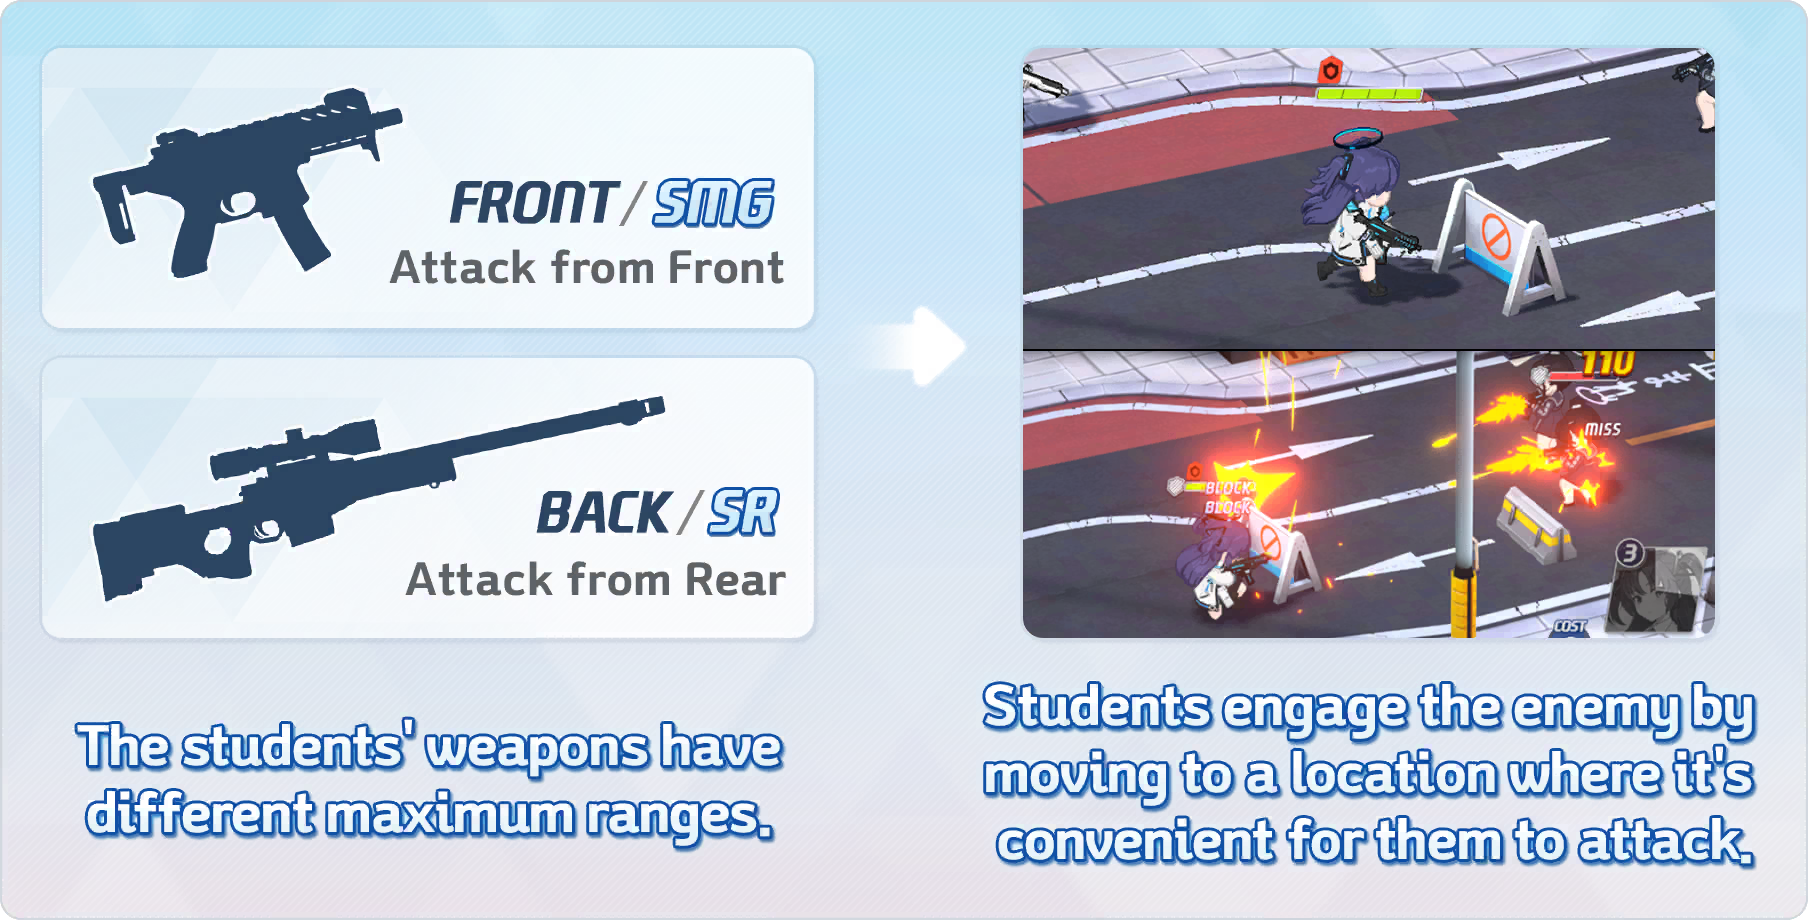 FRONT / SMG
Attack from Front
BACK / SR
Attack from Rear
The students' weapons have
different maximum ranges.
110
MISS
BLOCK
BLOCK
3
COST
Students engage the enemy by
moving to a location where it's
convenient for them to attack.